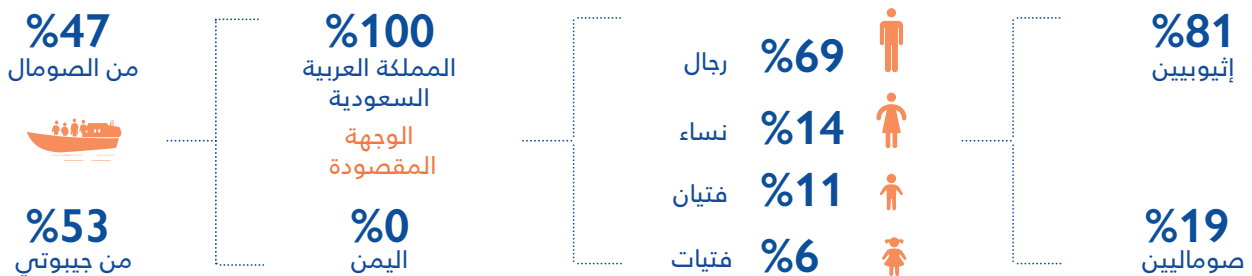 %81
إثيوبيين
%19
صوماليين
%69 رجال
%14 نساء
%11 فتيان
%6 فتيات
%100
المملكة العربية
السعودية
الوجهة
المقصودة
%0
اليمن
%47
من الصومال
%53
من جيبوتي